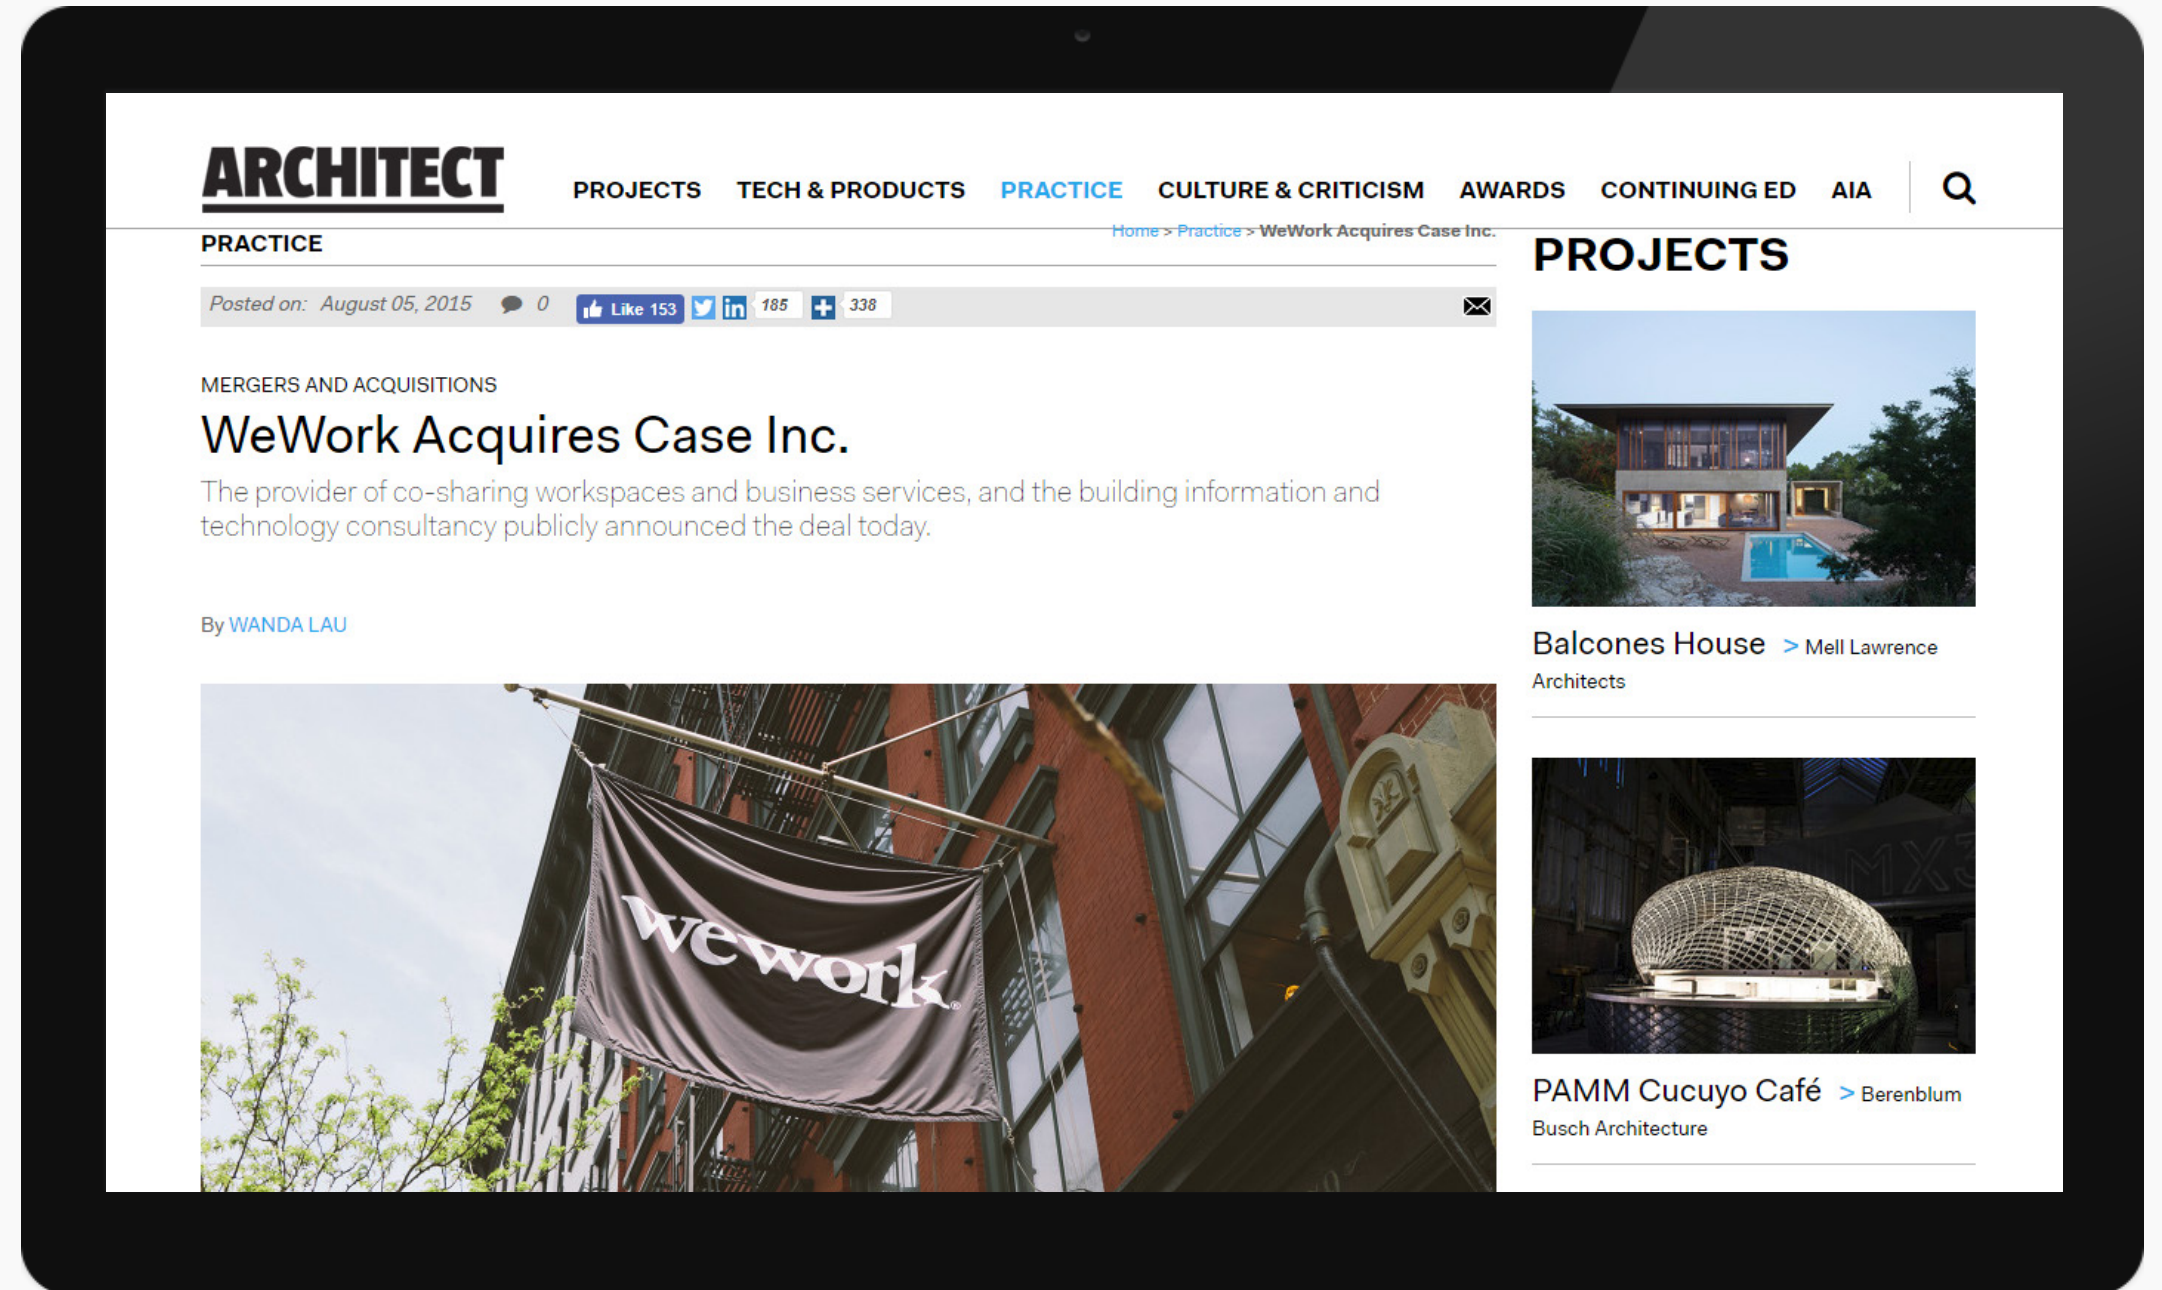 ARCHITECT
PROJECTS TECH & PRODUCTS PRACTICE CULTURE & CRITICISM AWARDS CONTINUING ED AIA
Home > Practice > WeWork Acquires Case Inc.
PRACTICE
Posted on: August 05, 2015 0 Like 153 in 185 338
MERGERS AND ACQUISITIONS
WeWork Acquires Case Inc.
The provider of co-sharing workspaces and business services, and the building information and
technology consultancy publicly announced the deal today.
By WANDA LAU
wework®
PROJECTS
Balcones House > Mell Lawrence
Architects
MX3
PAMM Cucuyo Café > Berenblum
Busch Architecture